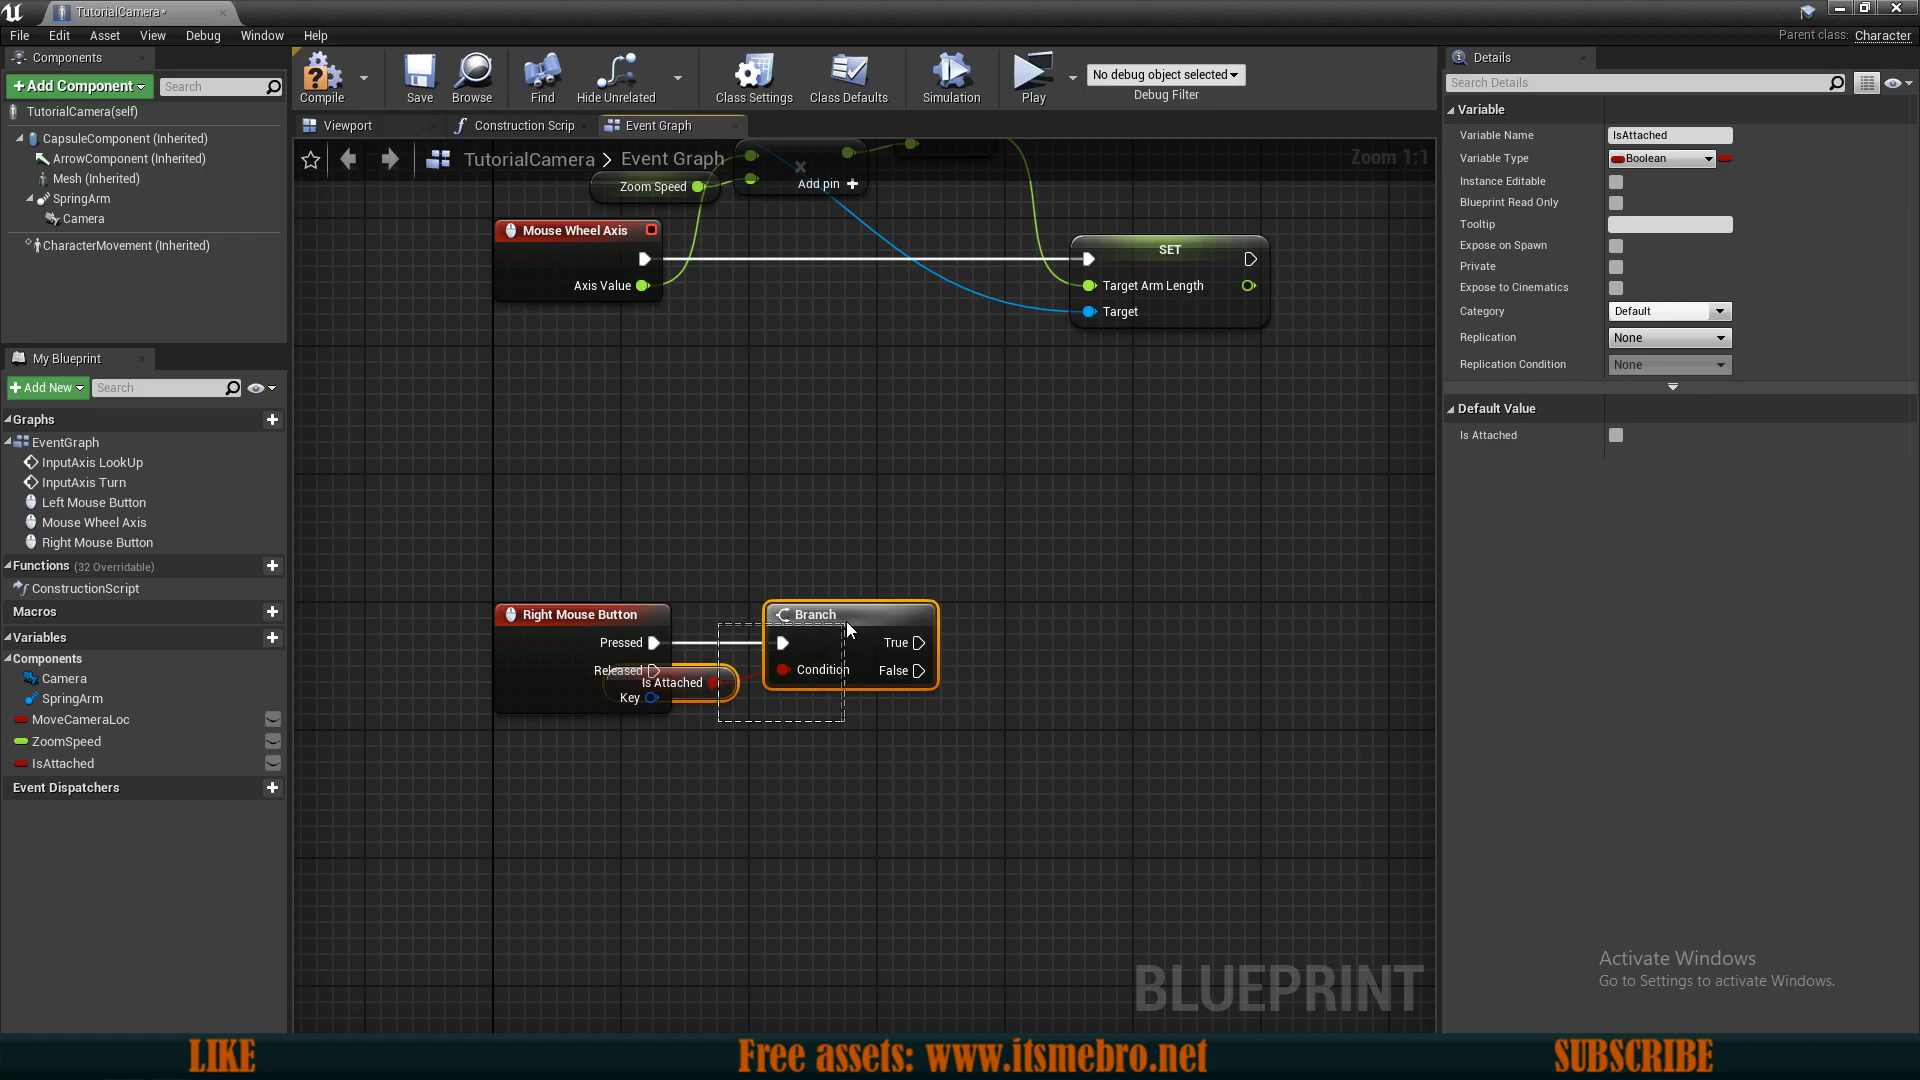 TutorialCamera*
File Edit Asset View Debug Window Help
Parent class: Character
Components
+Add Component
Search
TutorialCamera(self)
CapsuleComponent (Inherited)
ArrowComponent (Inherited)
Mesh (Inherited)
SpringArm
Camera
CharacterMovement (Inherited)
My Blueprint
+Add New
Search
Graphs
EventGraph
InputAxis LookUp
InputAxis Turn
Left Mouse Button
Mouse Wheel Axis
Right Mouse Button
Functions (32 Overridable)
ConstructionScript
Macros
Variables
Components
Camera
SpringArm
MoveCameraLoc
ZoomSpeed
IsAttached
Event Dispatchers
Compile
Save
Browse
Find
Hide Unrelated
Class Settings
Class Defaults
Simulation
Play
No debug object selected
Debug Filter
Viewport
Construction Scrip
Event Graph
TutorialCamera > Event Graph
Zoom 1:1
Zoom Speed
Add pin +
Mouse Wheel Axis
Axis Value
SET
Target Arm Length
Target
Right Mouse Button
Pressed
Released
Key
Is Attached
Branch
True
Condition
False
BLUEPRINT
Details
Search Details
Variable
Variable Name IsAttached
Variable Type Boolean
Instance Editable
Blueprint Read Only
Tooltip
Expose on Spawn
Private
Expose to Cinematics
Category Default
Replication None
Replication Condition None
Default Value
Is Attached
Activate Windows
Go to Settings to activate Windows.
LIKE
Free assets: www.itsmebro.net
SUBSCRIBE